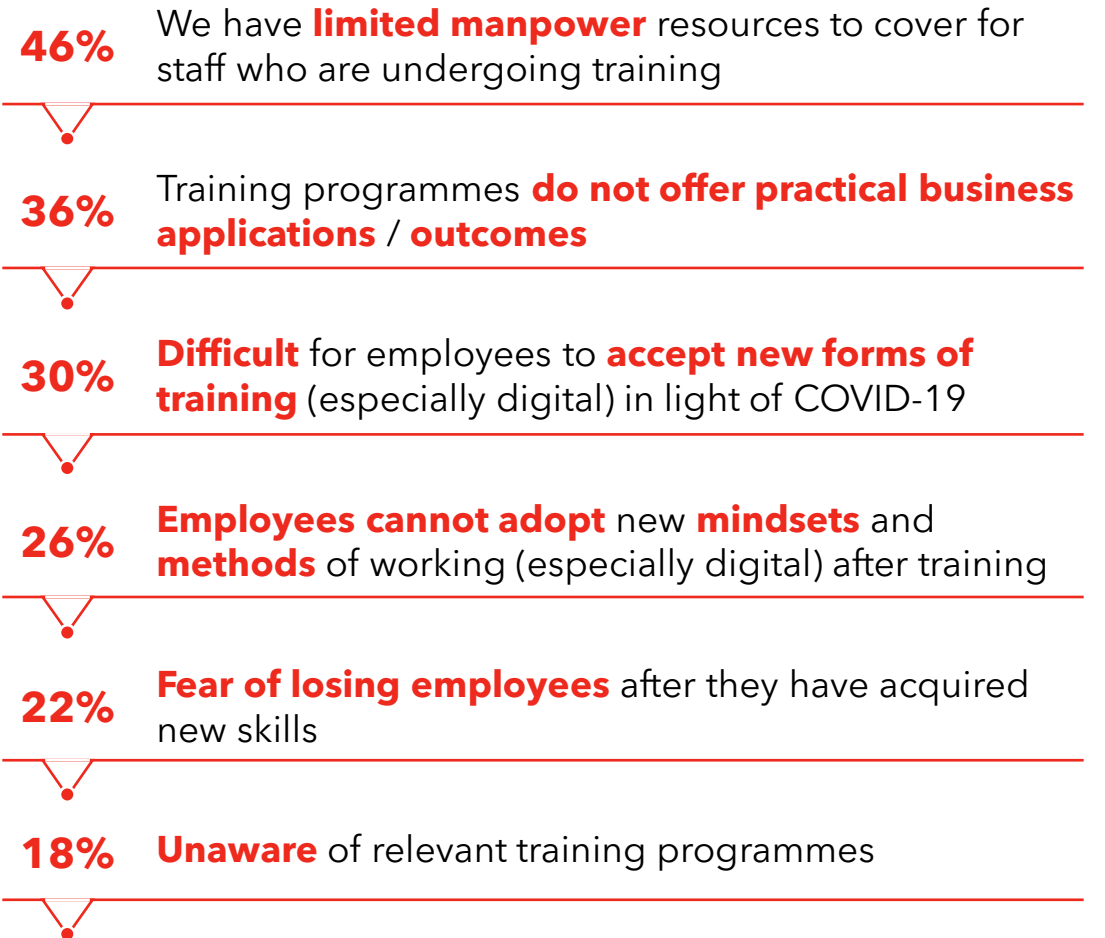 46%
We have limited manpower resources to cover for
staff who are undergoing training
36%
Training programmes do not offer practical business
applications / outcomes
30%
Difficult for employees to accept new forms of
training (especially digital) in light of COVID-19
26%
Employees cannot adopt new mindsets and
methods of working (especially digital) after training
22%
Fear of losing employees after they have acquired
new skills
18%
Unaware of relevant training programmes